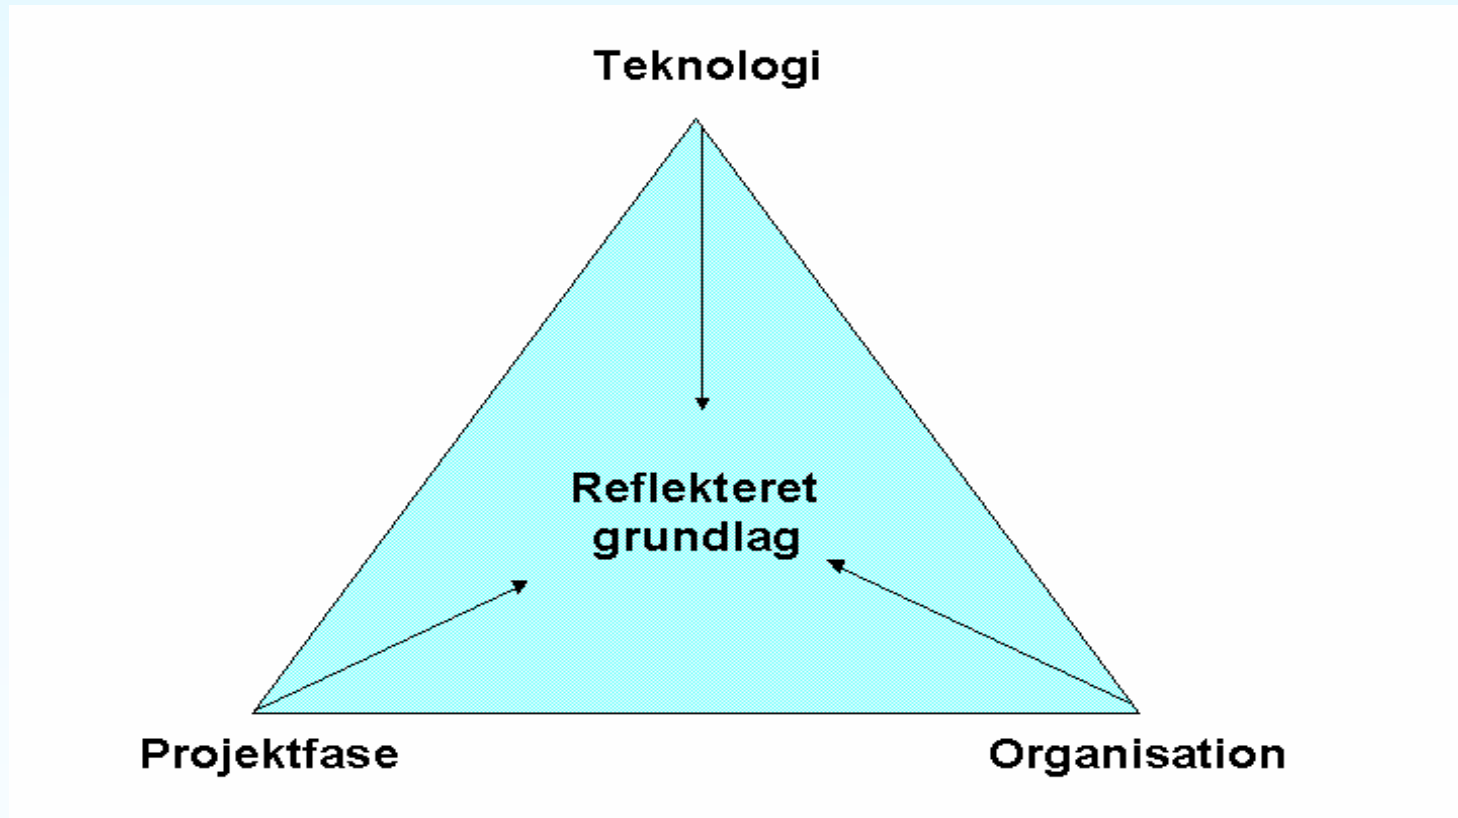 Teknologi
Reflekteret
grundlag
Projektfase
Organisation